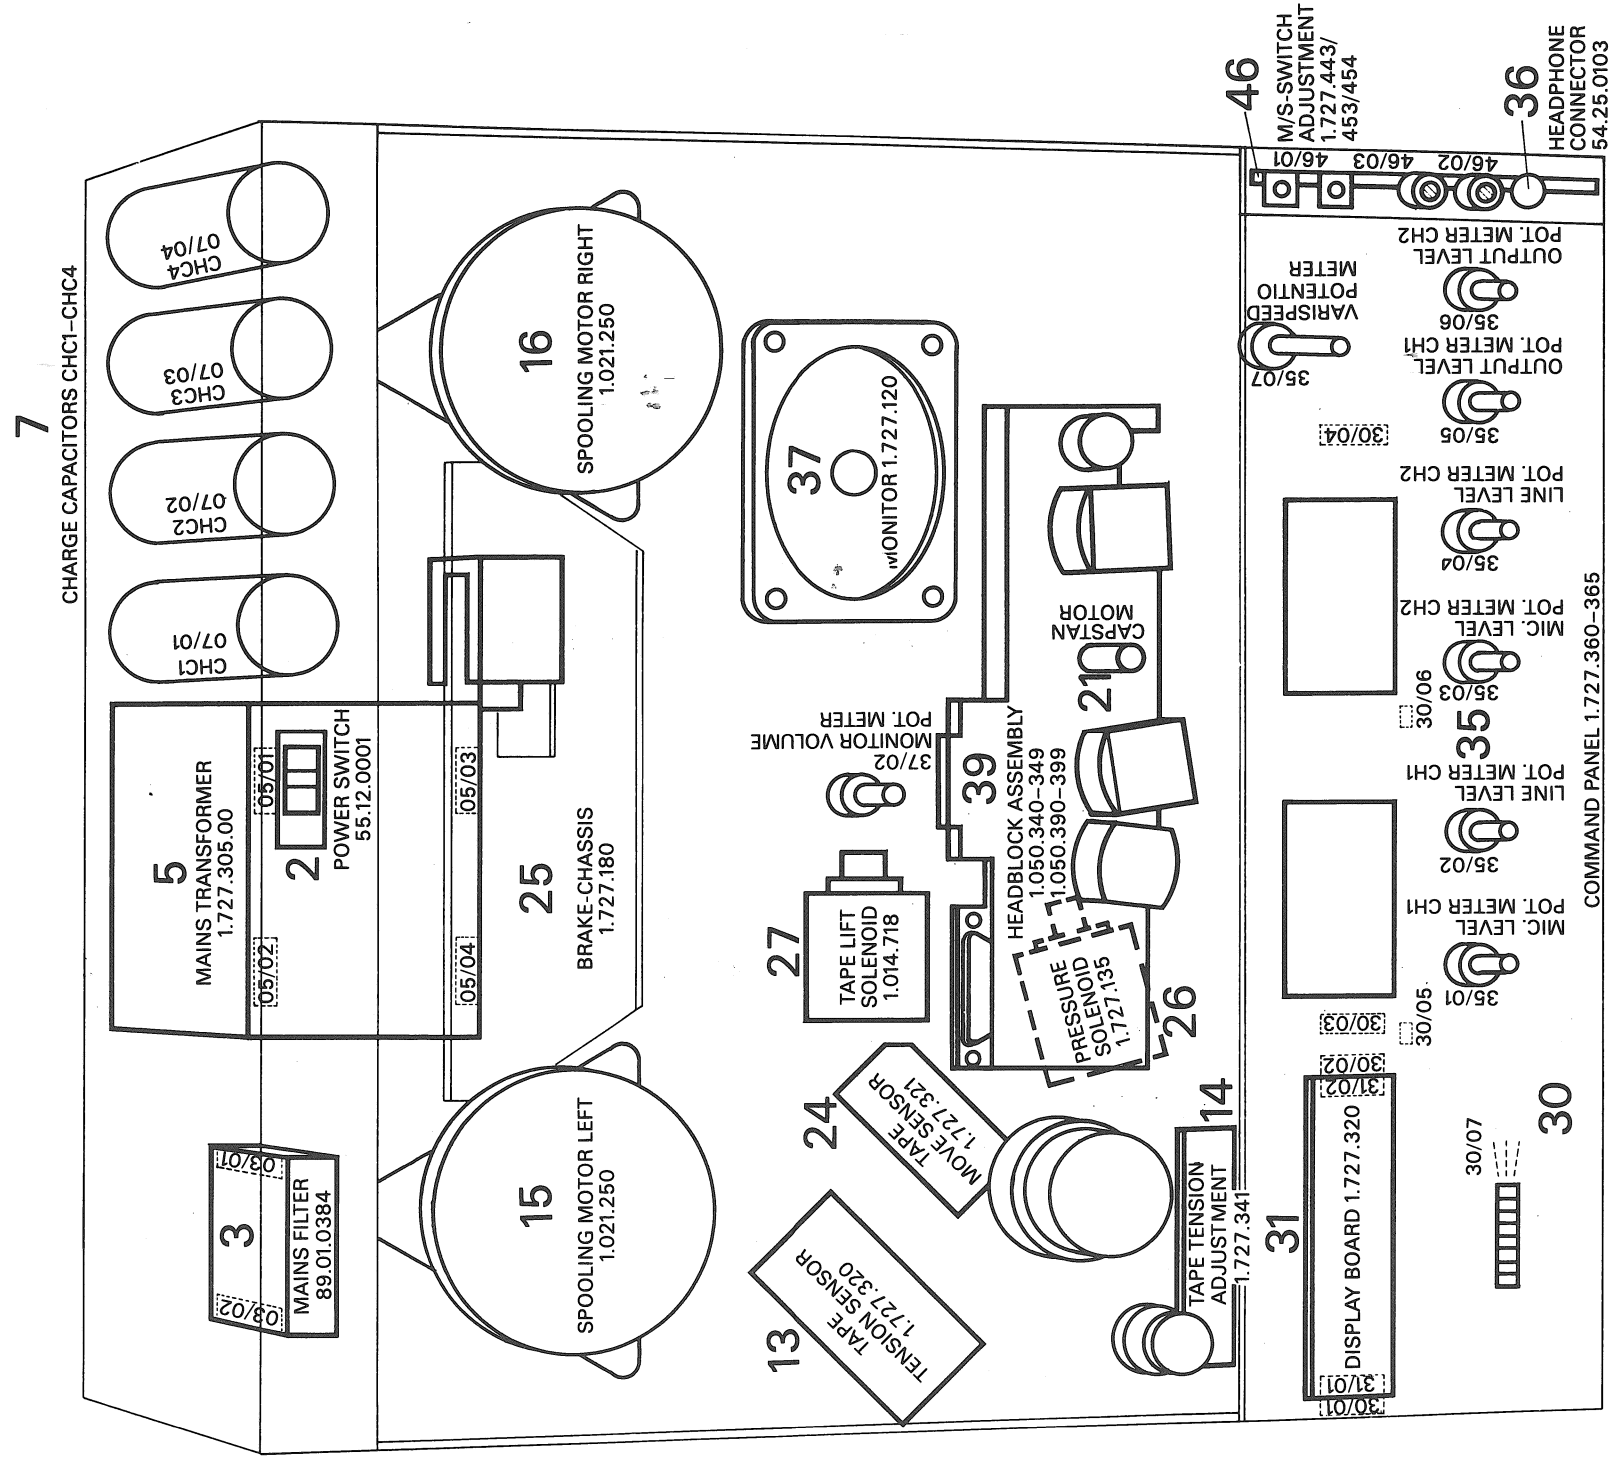 7
CHARGE CAPACITORS CHC1–CHC4
CHC1
07/01
CHC2
07/02
CHC3
07/03
CHC4
07/04
5
MAINS TRANSFORMER
1.727.305.00
05/01
05/02
05/03
05/04
2
POWER SWITCH
55.12.0001
3
MAINS FILTER
89.01.0384
03/01
03/02
15
SPOOLING MOTOR LEFT
1.021.250
25
BRAKE-CHASSIS
1.727.180
16
SPOOLING MOTOR RIGHT
1.021.250
37
MONITOR 1.727.120
37/02
MONITOR VOLUME
POT. METER
27
TAPE LIFT
SOLENOID
1.014.718
24
TAPE
MOVE SENSOR
1.727.321
13
TAPE
TENSION SENSOR
1.727.320
39
HEADBLOCK ASSEMBLY
1.050.340–349
1.050.390–399
21
CAPSTAN
MOTOR
PRESSURE
SOLENOID
1.727.135
26
14
TAPE TENSION
ADJUSTMENT
1.727.341
31
DISPLAY BOARD 1.727.320
31/01
30/01
30/02
31/02
30/03
30/04
30/05
30/06
30/07
30
35
35/01
MIC. LEVEL
POT. METER CH1
35/02
LINE LEVEL
POT. METER CH1
35/03
MIC. LEVEL
POT. METER CH2
35/04
LINE LEVEL
POT. METER CH2
35/05
OUTPUT LEVEL
POT. METER CH1
35/06
OUTPUT LEVEL
POT. METER CH2
35/07
VARISPEED
POTENTIO
METER
COMMAND PANEL 1.727.360–365
46
M/S-SWITCH
ADJUSTMENT
1.727.443/
453/454
46/01
46/03
46/02
36
HEADPHONE
CONNECTOR
54.25.0103